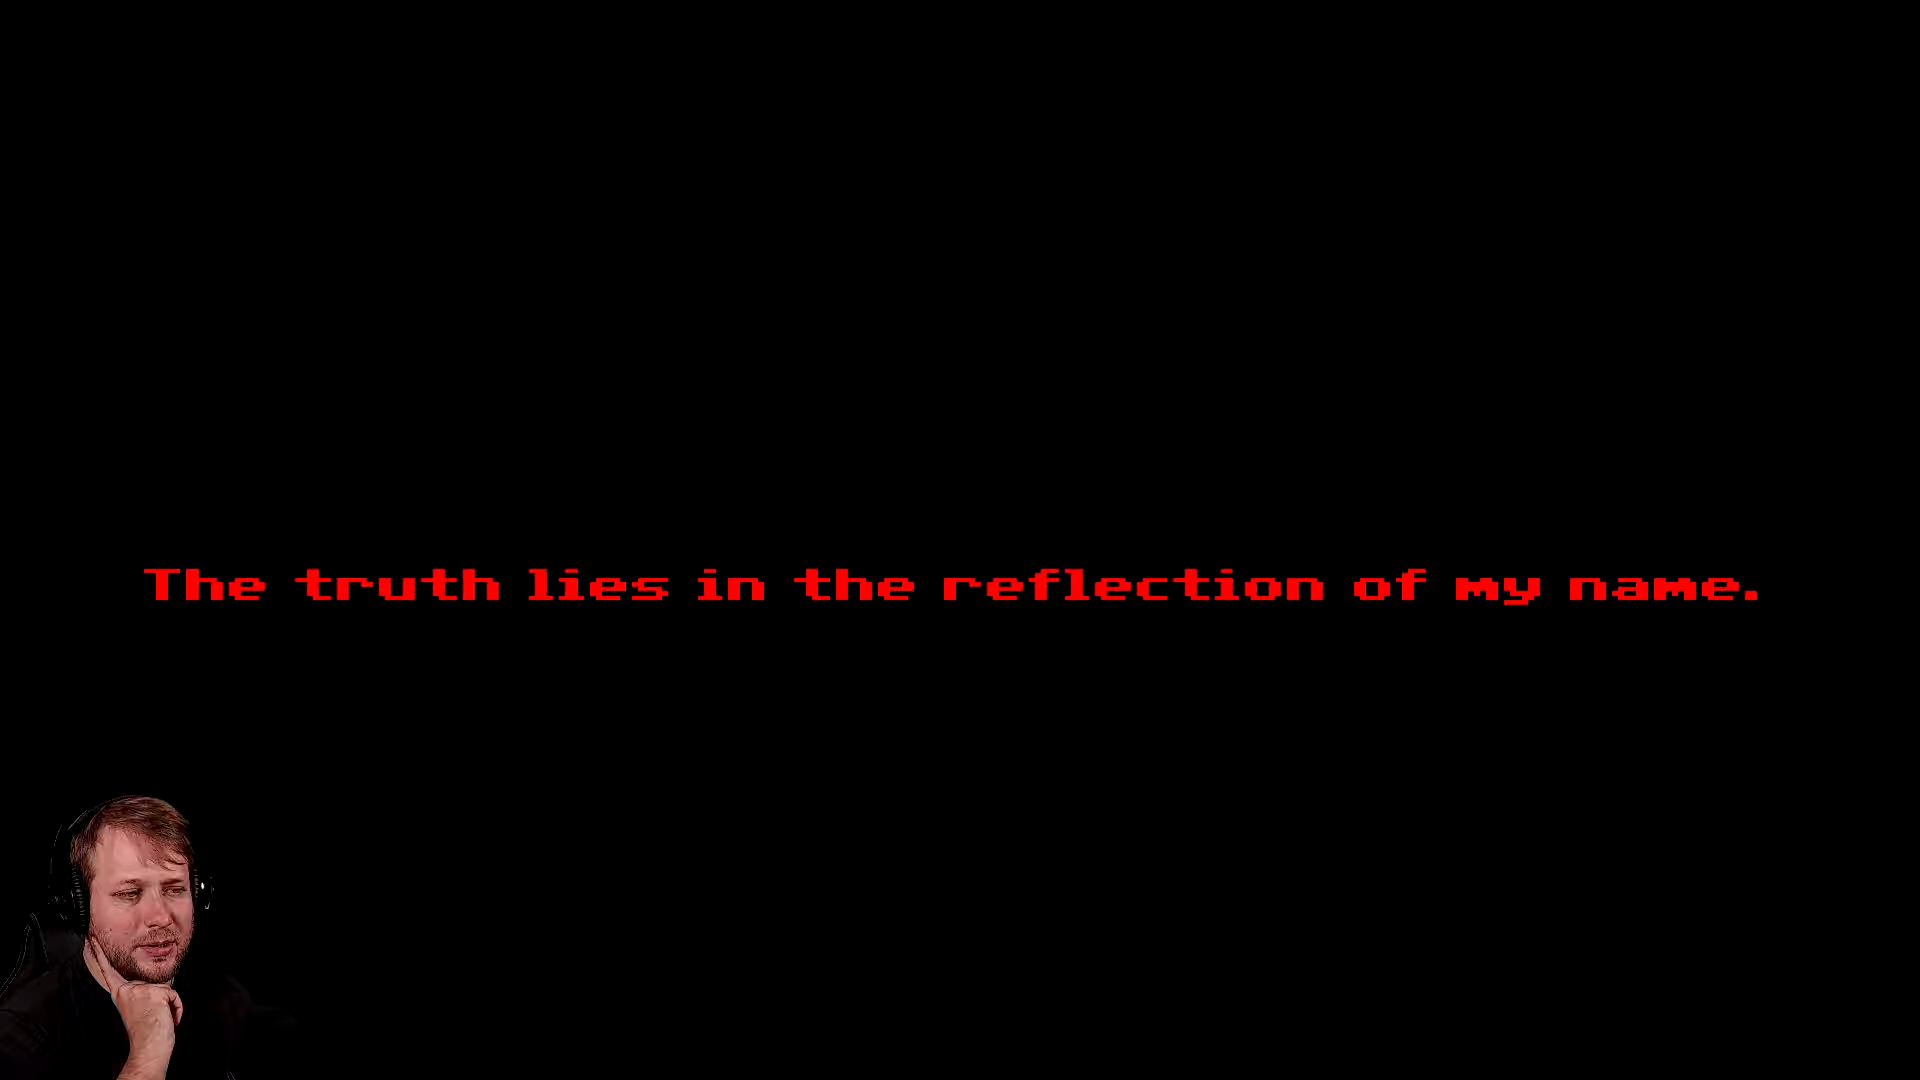 The truth lies in the reflection of my name.